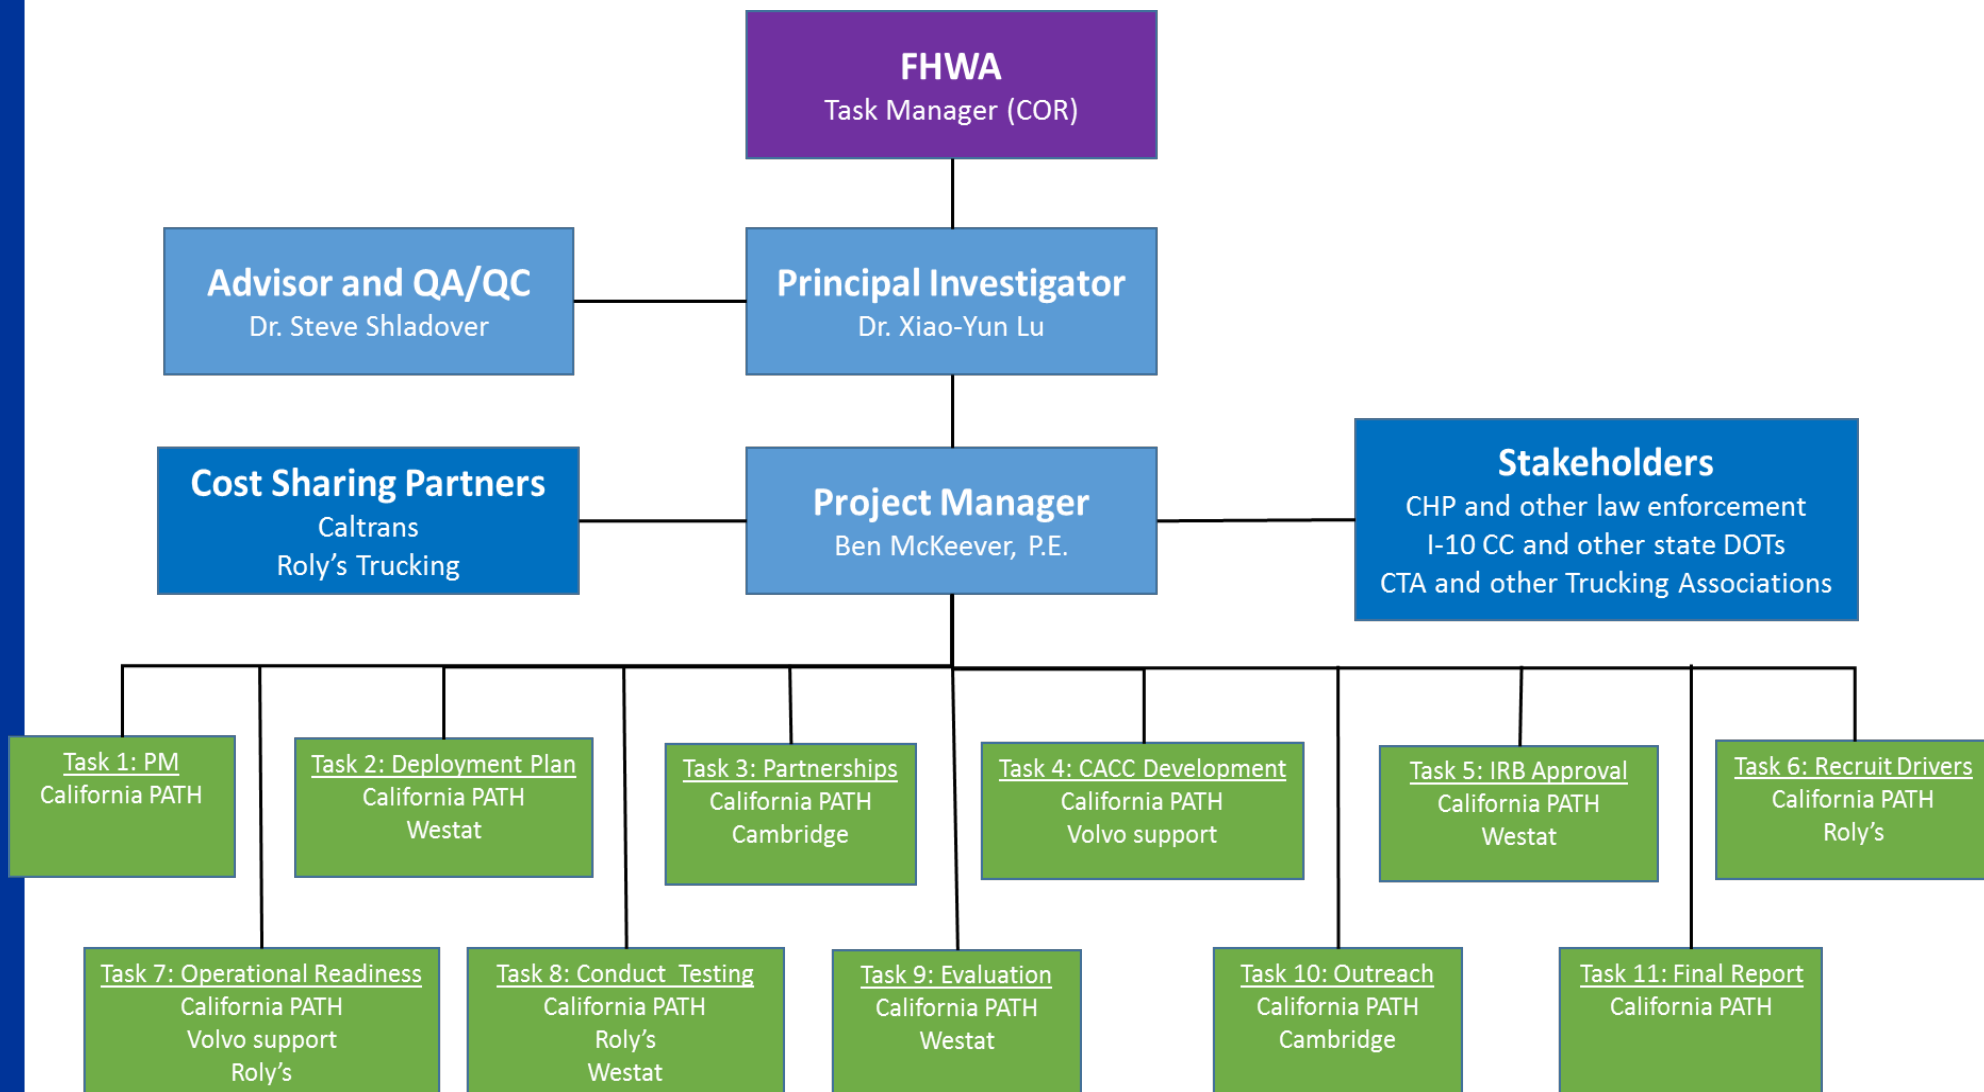 FHWA
Task Manager (COR)
Advisor and QA/QC
Dr. Steve Shladover
Principal Investigator
Dr. Xiao-Yun Lu
Cost Sharing Partners
Caltrans
Roly's Trucking
Project Manager
Ben McKeever, P.E.
Stakeholders
CHP and other law enforcement
I-10 CC and other state DOTs
CTA and other Trucking Associations
Task 1: PM
California PATH
Task 2: Deployment Plan
California PATH
Westat
Task 3: Partnerships
California PATH
Cambridge
Task 4: CACC Development
California PATH
Volvo support
Task 5: IRB Approval
California PATH
Westat
Task 6: Recruit Drivers
California PATH
Roly's
Task 7: Operational Readiness
California PATH
Volvo support
Roly's
Task 8: Conduct Testing
California PATH
Roly's
Westat
Task 9: Evaluation
California PATH
Westat
Task 10: Outreach
California PATH
Cambridge
Task 11: Final Report
California PATH